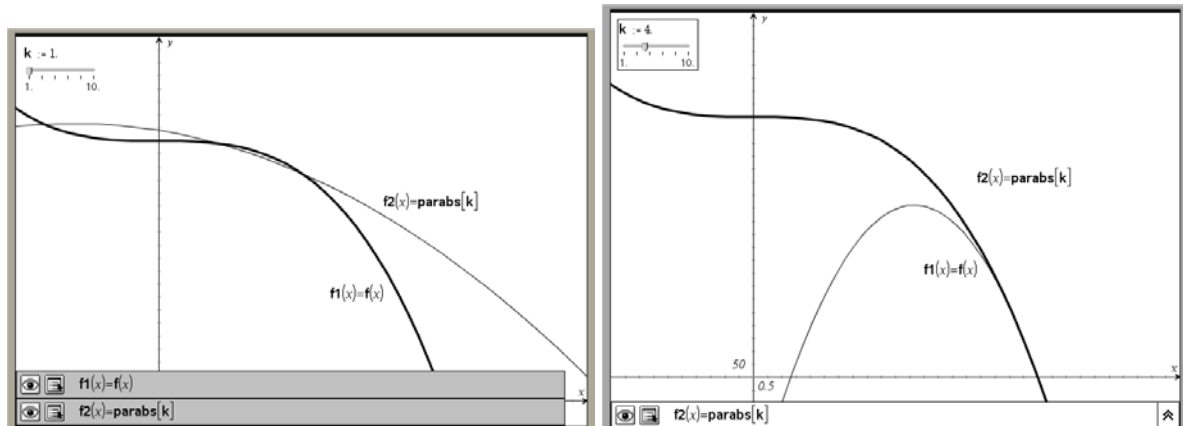 k := 1.
1. 10.
y
f2(x)=parabs[k]
f1(x)=f(x)
x
f1(x)=f(x)
f2(x)=parabs[k]
k := 4.
1. 10.
y
f2(x)=parabs[k]
f1(x)=f(x)
50
0.5
x
f2(x)=parabs[k]